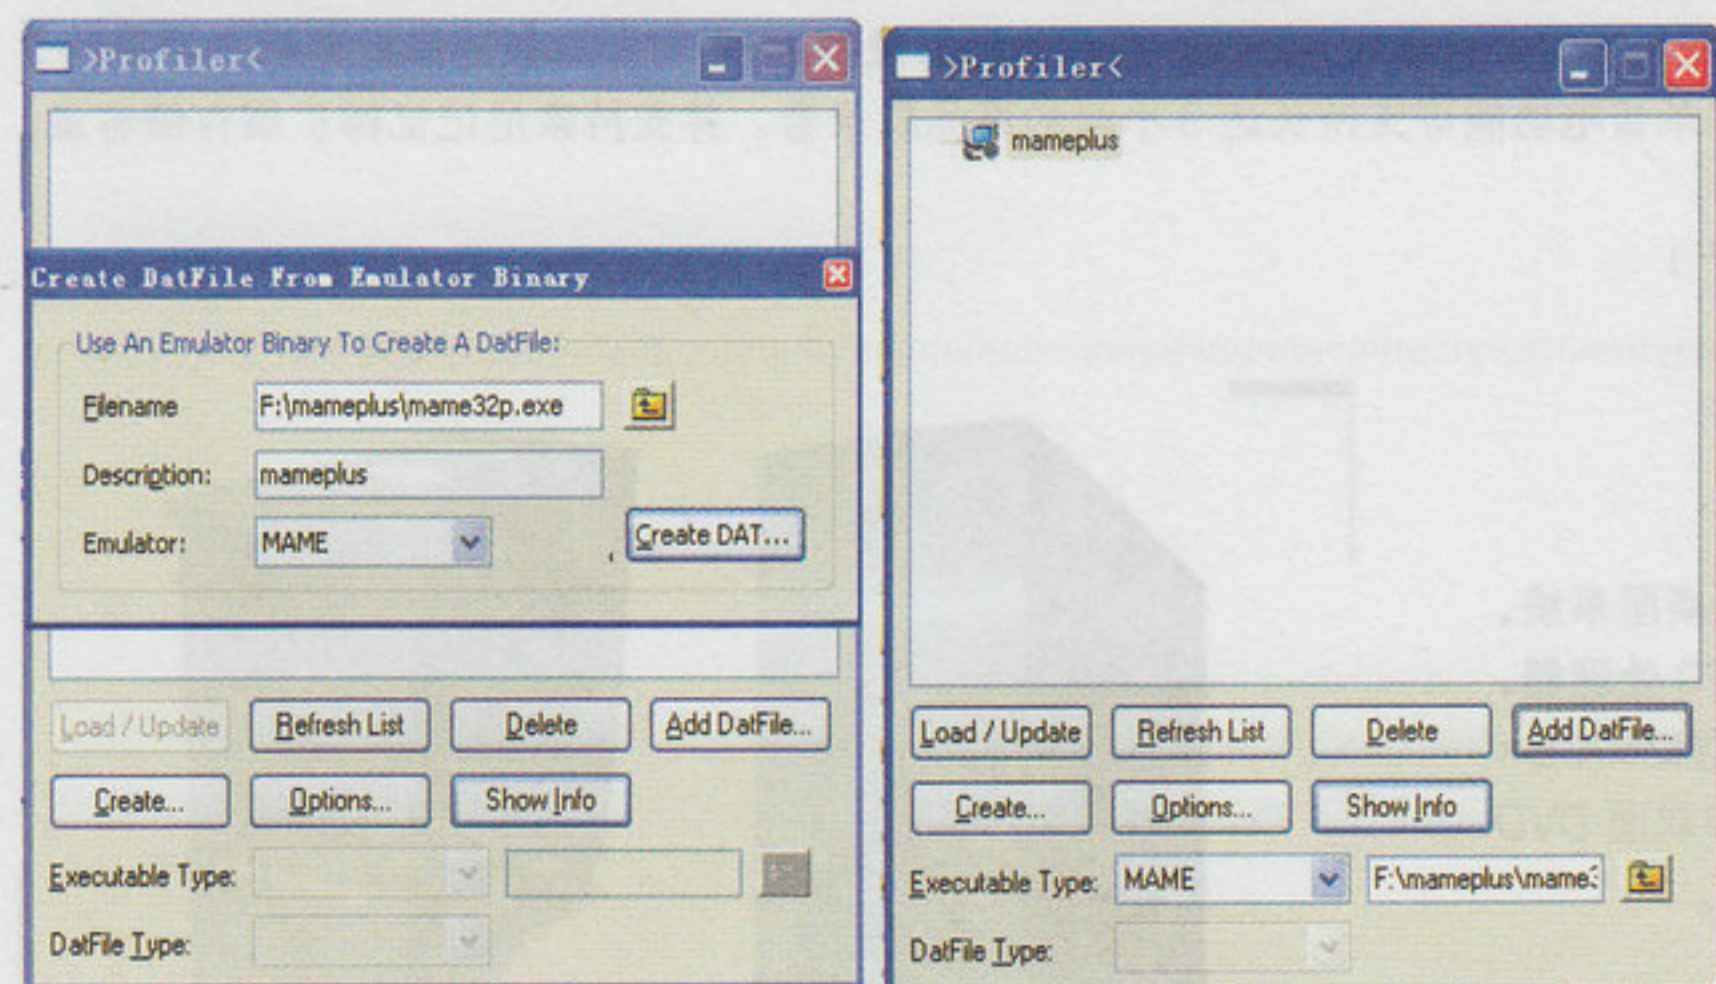 >Profiler<
Create DatFile From Emulator Binary
Use An Emulator Binary To Create A DatFile:
Filename F:\mameplus\mame32p.exe
Description: mameplus
Emulator: MAME Create DAT...
Load / Update Refresh List Delete Add DatFile...
Create... Options... Show Info
Executable Type:
DatFile Type:
>Profiler<
mameplus
Load / Update Refresh List Delete Add DatFile...
Create... Options... Show Info
Executable Type: MAME F:\mameplus\mame3
DatFile Type: